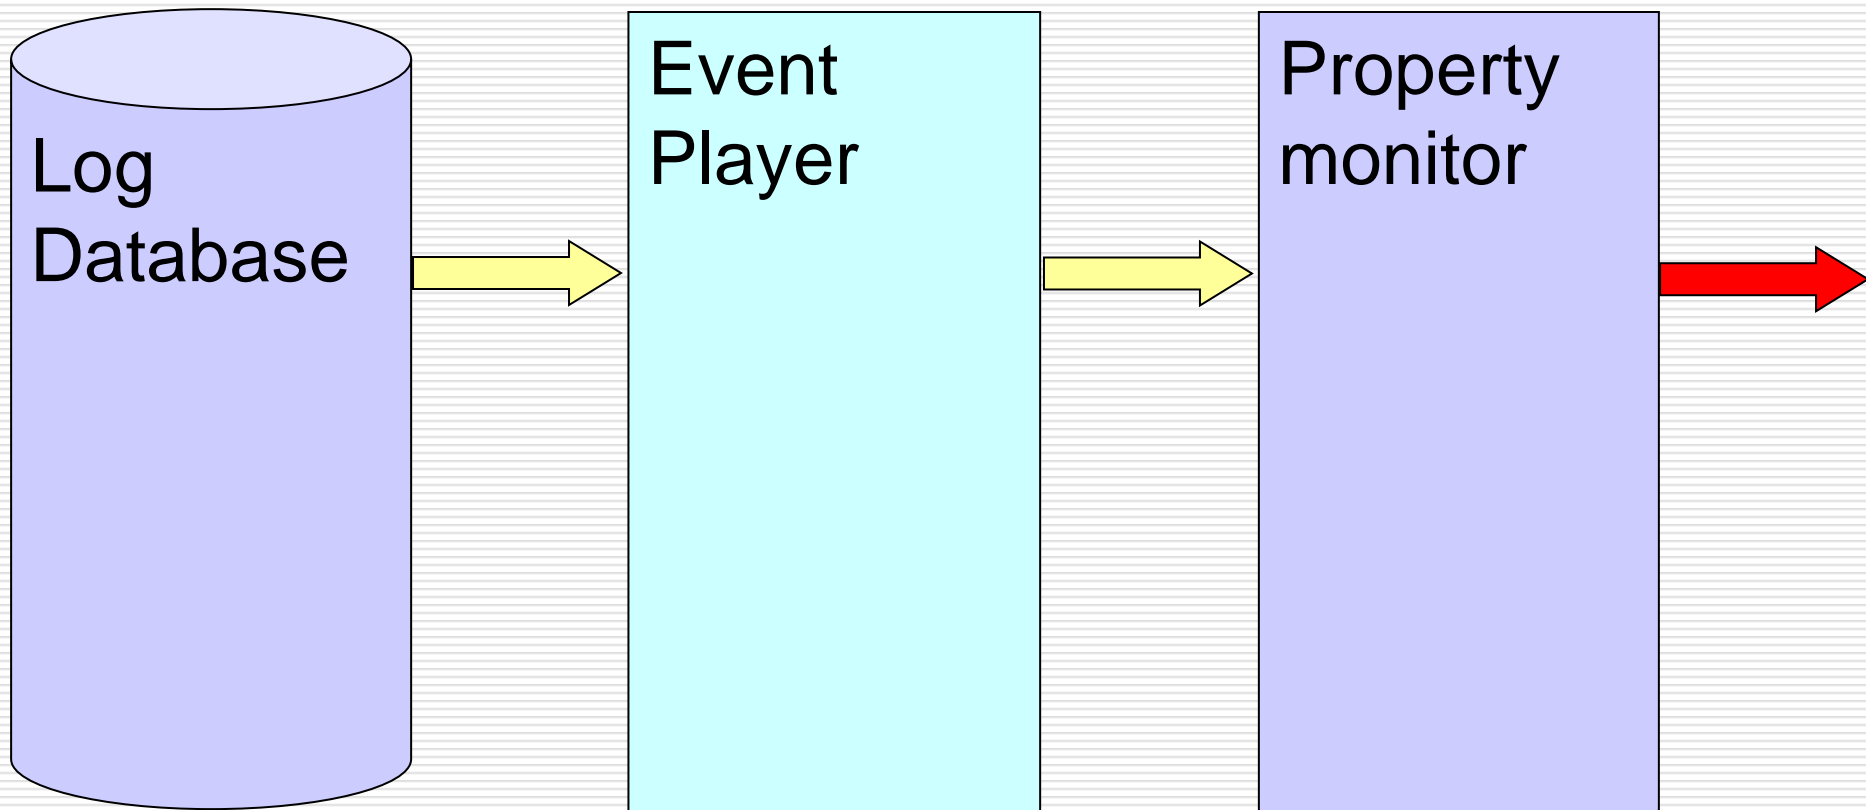 Log
Database
Event
Player
Property
monitor